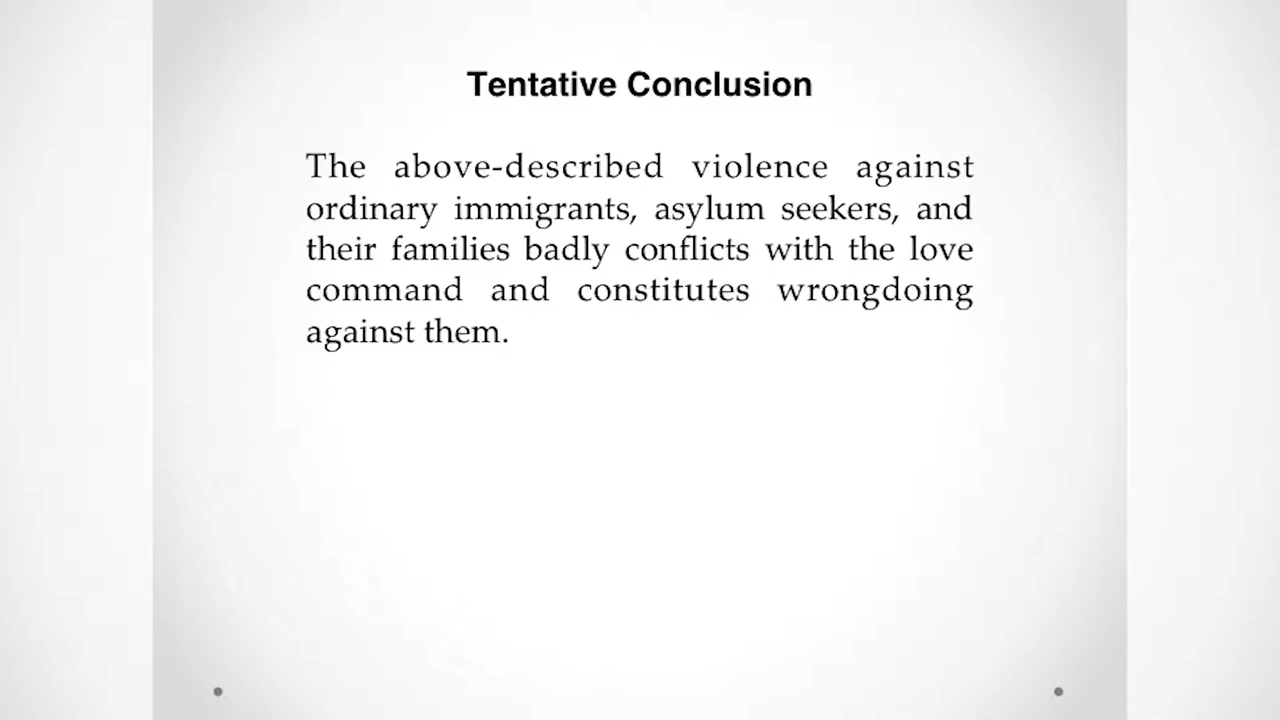 Tentative Conclusion
The above-described violence against
ordinary immigrants, asylum seekers, and
their families badly conflicts with the love
command and constitutes wrongdoing
against them.